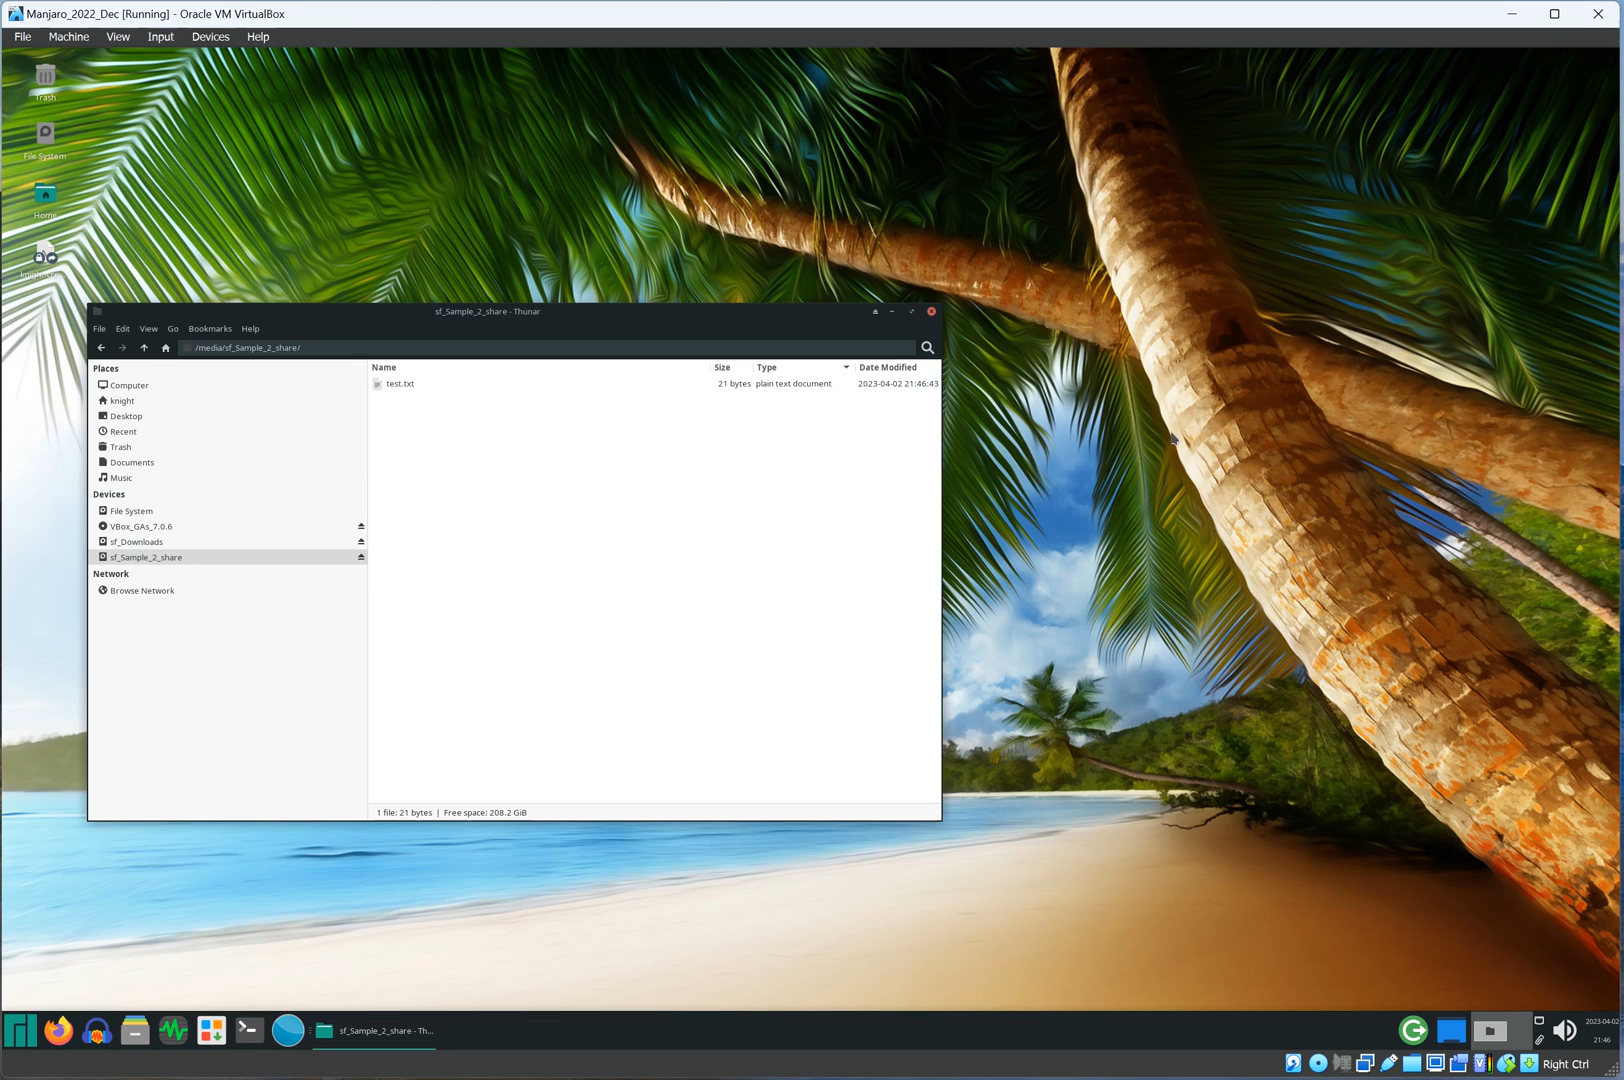 Manjaro_2022_Dec [Running] - Oracle VM VirtualBox
File Machine View Input Devices Help
Trash
File System
Home
sf_Sample_2_share - Thunar
File Edit View Go Bookmarks Help
/media/sf_Sample_2_share/
Places
Computer
knight
Desktop
Recent
Trash
Documents
Music
Devices
File System
VBox_GAs_7.0.6
sf_Downloads
sf_Sample_2_share
Network
Browse Network
Name Size Type Date Modified
test.txt 21 bytes plain text document 2023-04-02 21:46:43
1 file: 21 bytes | Free space: 208.2 GiB
sf_Sample_2_share - Th...
2023-04-02
21:46
Right Ctrl